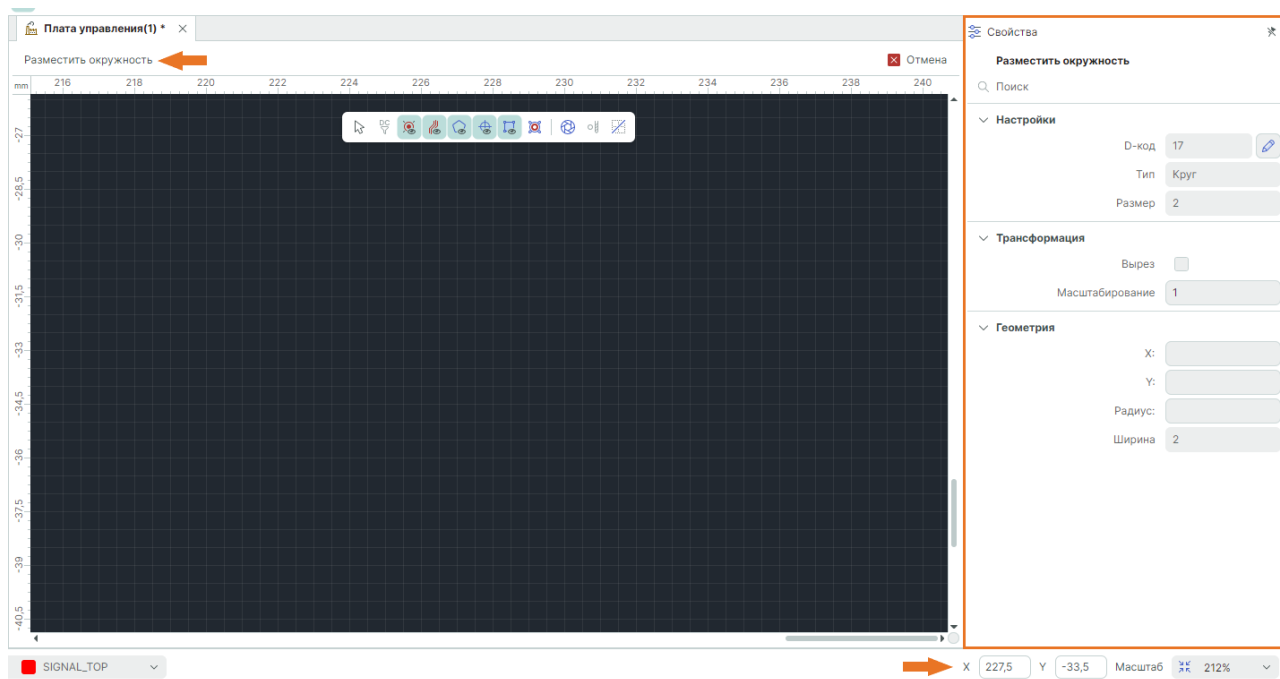 Плата управления(1) *
Свойства
Разместить окружность
Отмена
Разместить окружность
Поиск
mm 216 218 220 222 224 226 228 230 232 234 236 238 240
DC
-27
-28,5
-30
-31,5
-33
-34,5
-36
-37,5
-39
-40,5
Настройки
D-код 17
Тип Круг
Размер 2
Трансформация
Вырез
Масштабирование 1
Геометрия
X:
Y:
Радиус:
Ширина 2
SIGNAL_TOP
X 227,5 Y -33,5 Масштаб 212%